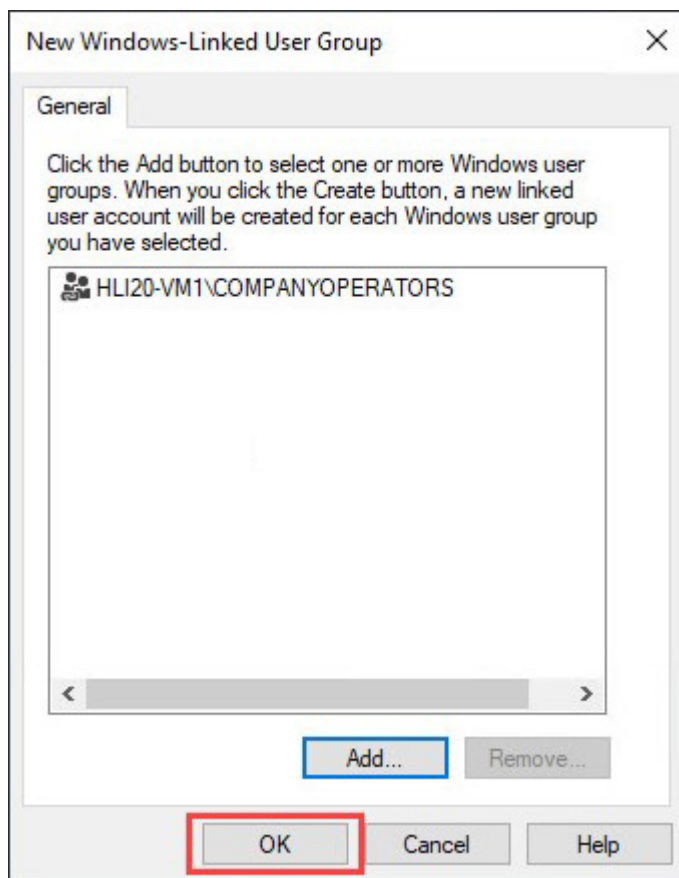 New Windows-Linked User Group
General
Click the Add button to select one or more Windows user
groups. When you click the Create button, a new linked
user account will be created for each Windows user group
you have selected.
HLI20-VM1\COMPANYOPERATORS
Add...
Remove...
OK
Cancel
Help